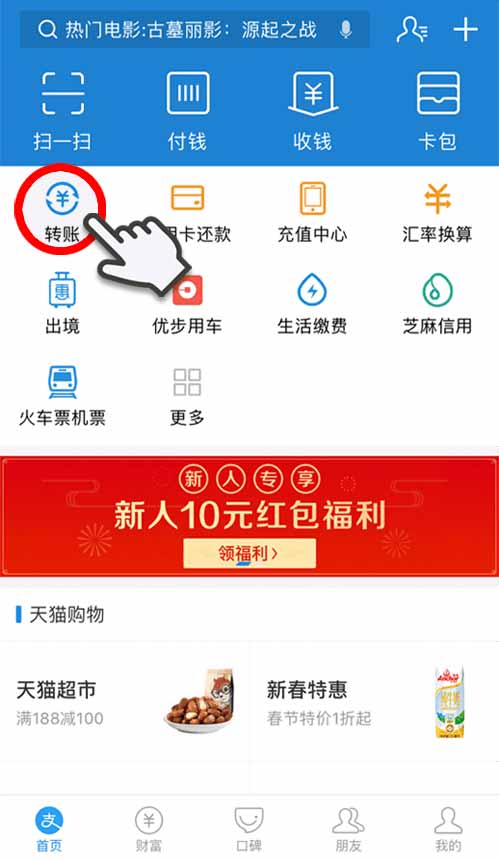 热门电影:古墓丽影：源起之战
扫一扫 付钱 收钱 卡包
转账 用卡还款 充值中心 汇率换算
惠
出境 优步用车 生活缴费 芝麻信用
火车票机票 更多
新人专享
新人10元红包福利
领福利>
天猫购物
天猫超市 新春特惠
满188减100 春节特价1折起
支
首页 财富 口碑 朋友 我的